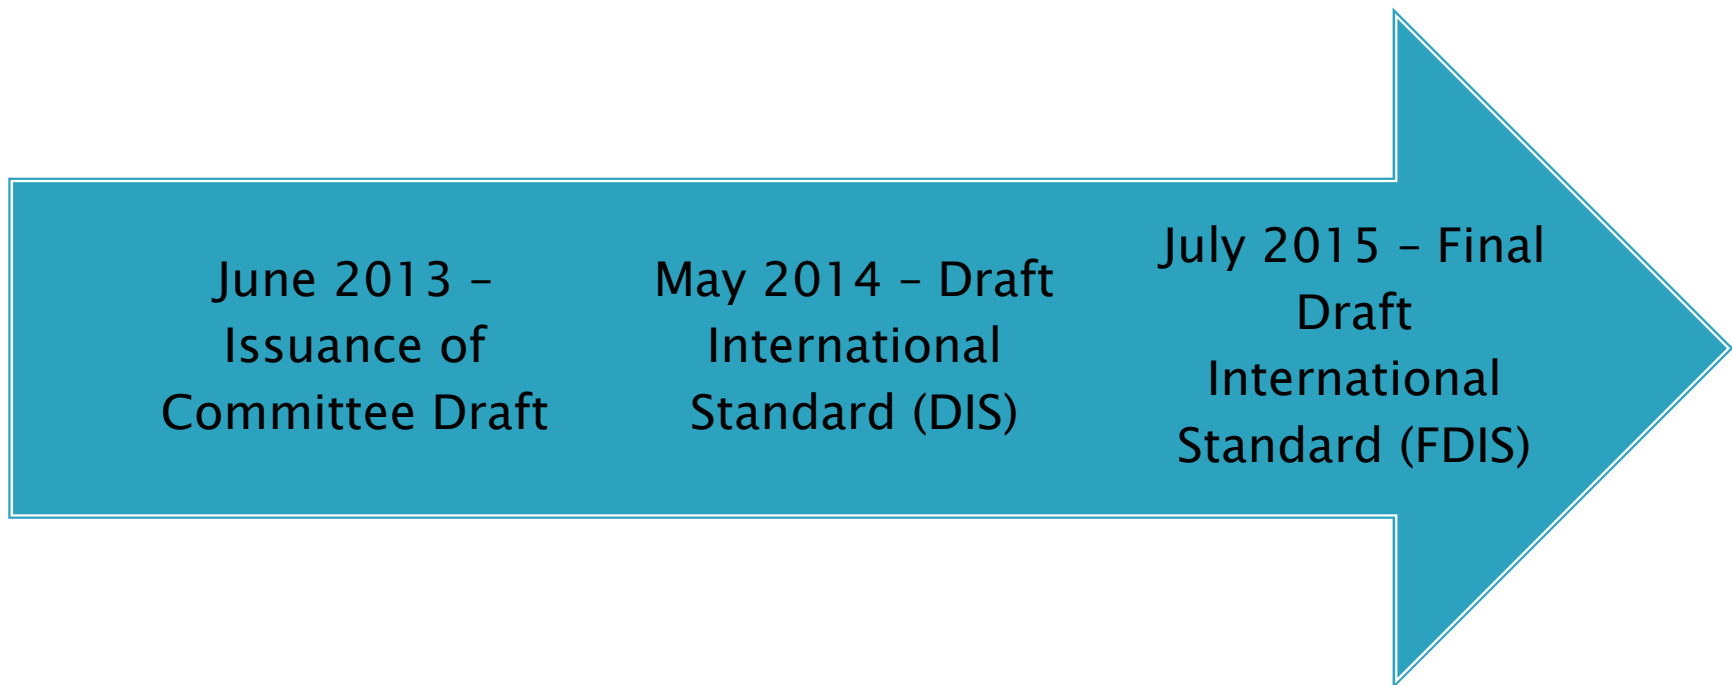 June 2013 –
Issuance of
Committee Draft
May 2014 – Draft
International
Standard (DIS)
July 2015 – Final
Draft
International
Standard (FDIS)